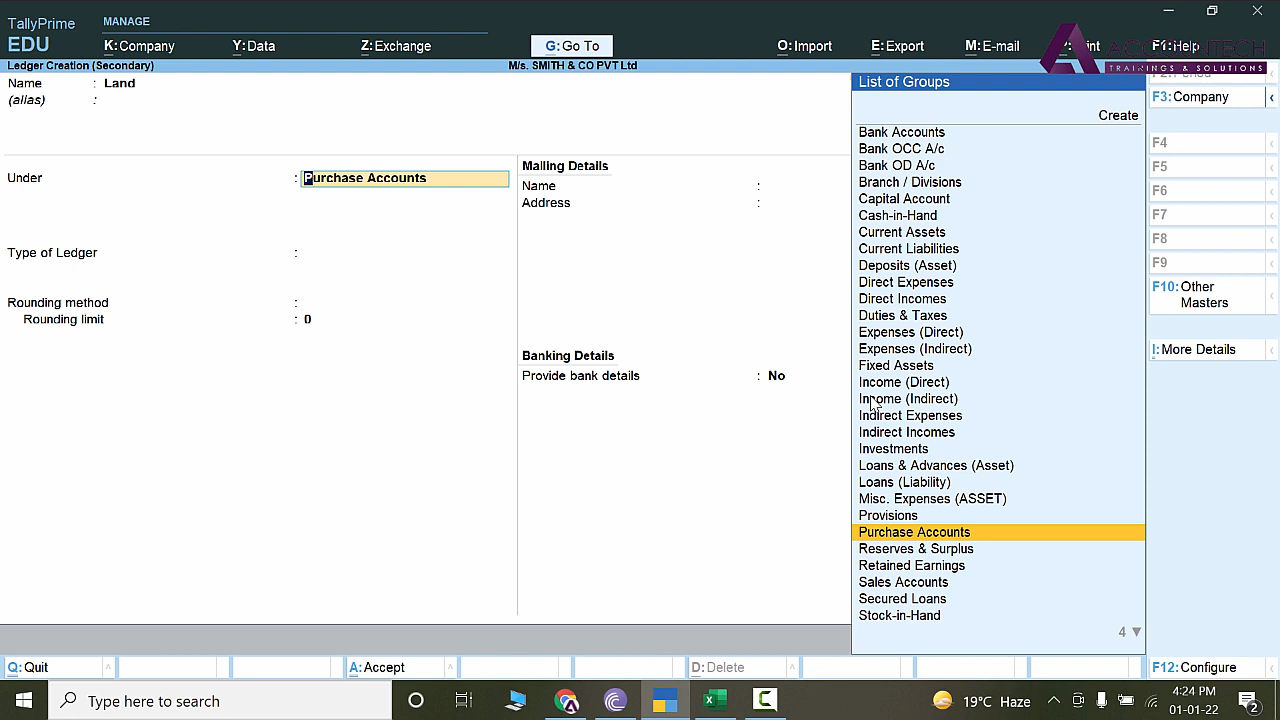 TallyPrime
EDU
MANAGE
K:Company
Y:Data
Z:Exchange
G:Go To
O:Import
E:Export
M:E-mail
F1:Help
ACCOUNTECH
TRAININGS & SOLUTIONS
Ledger Creation (Secondary)
M/s. SMITH & CO PVT Ltd
Name : Land
(alias) :
Under : Purchase Accounts
Type of Ledger :
Rounding method :
Rounding limit : 0
Mailing Details
Name :
Address :
Banking Details
Provide bank details : No
List of Groups
Create
Bank Accounts
Bank OCC A/c
Bank OD A/c
Branch / Divisions
Capital Account
Cash-in-Hand
Current Assets
Current Liabilities
Deposits (Asset)
Direct Expenses
Direct Incomes
Duties & Taxes
Expenses (Direct)
Expenses (Indirect)
Fixed Assets
Income (Direct)
Income (Indirect)
Indirect Expenses
Indirect Incomes
Investments
Loans & Advances (Asset)
Loans (Liability)
Misc. Expenses (ASSET)
Provisions
Purchase Accounts
Reserves & Surplus
Retained Earnings
Sales Accounts
Secured Loans
Stock-in-Hand
4 ▼
F2:Period
F3:Company
F4
F5
F6
F7
F8
F9
F10:Other
Masters
I:More Details
Q:Quit
A:Accept
D:Delete
F12:Configure
Type here to search
19°C Haze
4:24 PM
01-01-22
2